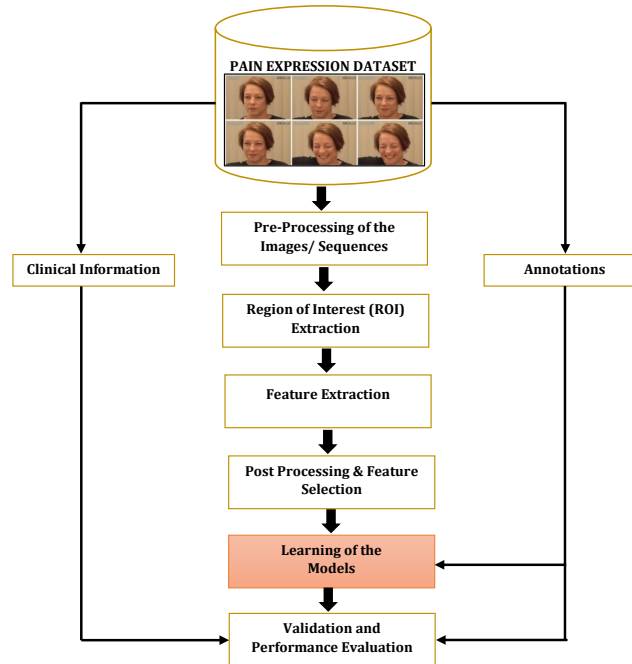 PAIN EXPRESSION DATASET
Pre-Processing of the
Images/ Sequences
Clinical Information
Annotations
Region of Interest (ROI)
Extraction
Feature Extraction
Post Processing & Feature
Selection
Learning of the
Models
Validation and
Performance Evaluation